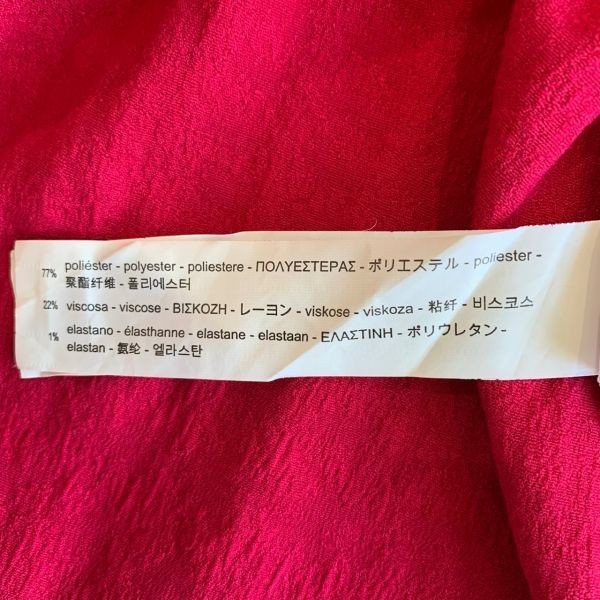 77% poliéster - polyester - poliestere - ΠΟΛΥΕΣΤΕΡΑΣ - ポリエステル - poliester -
聚酯纤维 - 폴리에스터
22% viscosa - viscose - ΒΙΣΚΟΖΗ - レーヨン - viskose - viskoza - 粘纤 - 비스코스
1% elastano - élasthanne - elastane - elastaan - ΕΛΑΣΤΙΝΗ - ポリウレタン -
elastan - 氨纶 - 엘라스탄